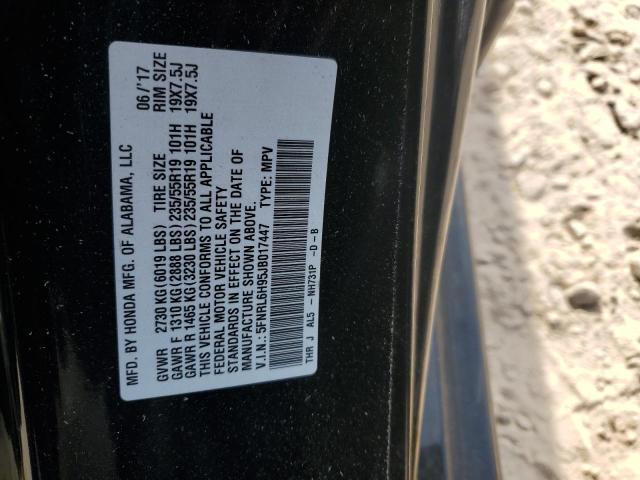 MFD. BY HONDA MFG. OF ALABAMA, LLC 06/'17
GVWR 2730 KG(6019 LBS) TIRE SIZE RIM SIZE
GAWR F 1310 KG(2888 LBS)235/55R19 101H 19X7.5J
GAWR R 1465 KG(3230 LBS)235/55R19 101H 19X7.5J
THIS VEHICLE CONFORMS TO ALL APPLICABLE
FEDERAL MOTOR VEHICLE SAFETY
STANDARDS IN EFFECT ON THE DATE OF
MANUFACTURE SHOWN ABOVE.
V.I.N.: 5FNRL6H95JB017447 TYPE: MPV
THR J AL5 - NH731P -D-B